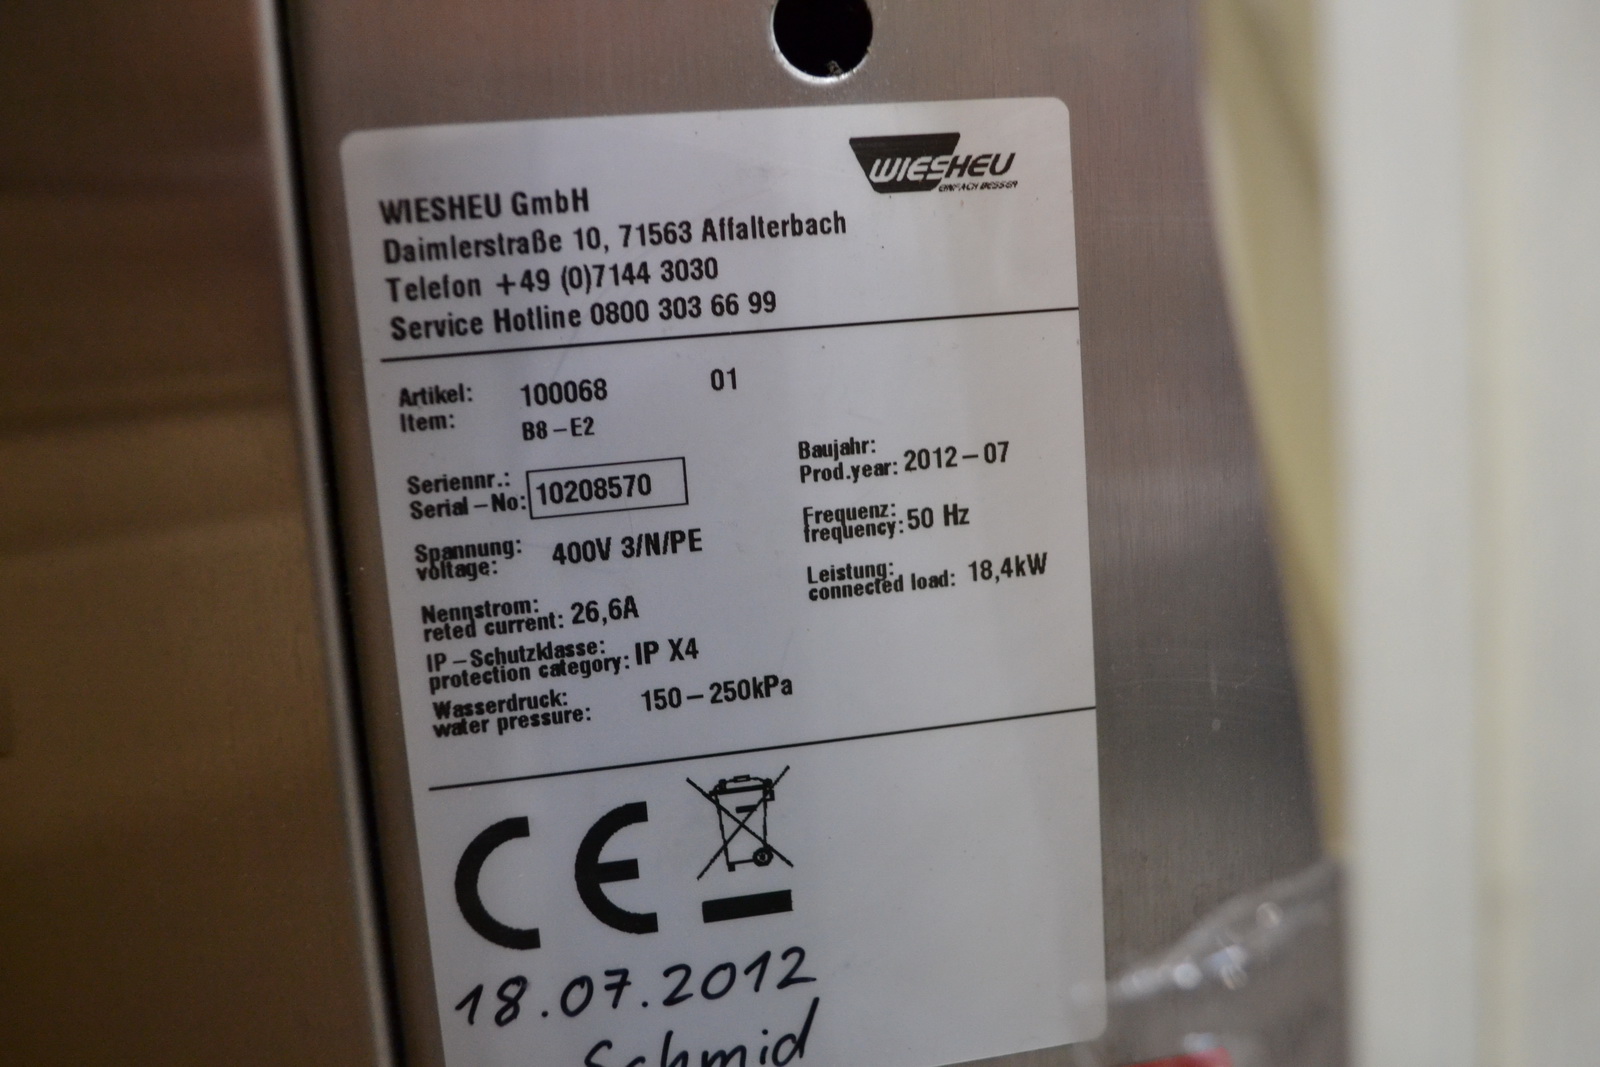 WIESHEU
EINFACH BESSER
WIESHEU GmbH
Daimlerstraße 10, 71563 Affalterbach
Telefon +49 (0)7144 3030
Service Hotline 0800 303 66 99
Artikel: 100068 01
Item: B8-E2
Seriennr.:
Serial-No: 10208570
Spannung:
voltage: 400V 3/N/PE
Nennstrom:
reted current: 26,6A
IP-Schutzklasse:
protection category: IP X4
Wasserdruck:
water pressure: 150-250kPa
Baujahr:
Prod.year: 2012-07
Frequenz:
frequency: 50 Hz
Leistung:
connected load: 18,4kW
CE
18.07.2012
Schmid